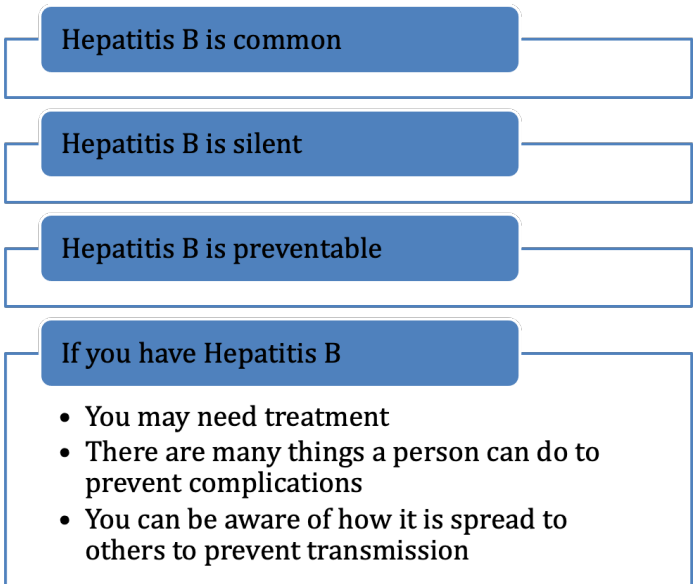 Hepatitis B is common
Hepatitis B is silent
Hepatitis B is preventable
If you have Hepatitis B
• You may need treatment
• There are many things a person can do to
prevent complications
• You can be aware of how it is spread to
others to prevent transmission